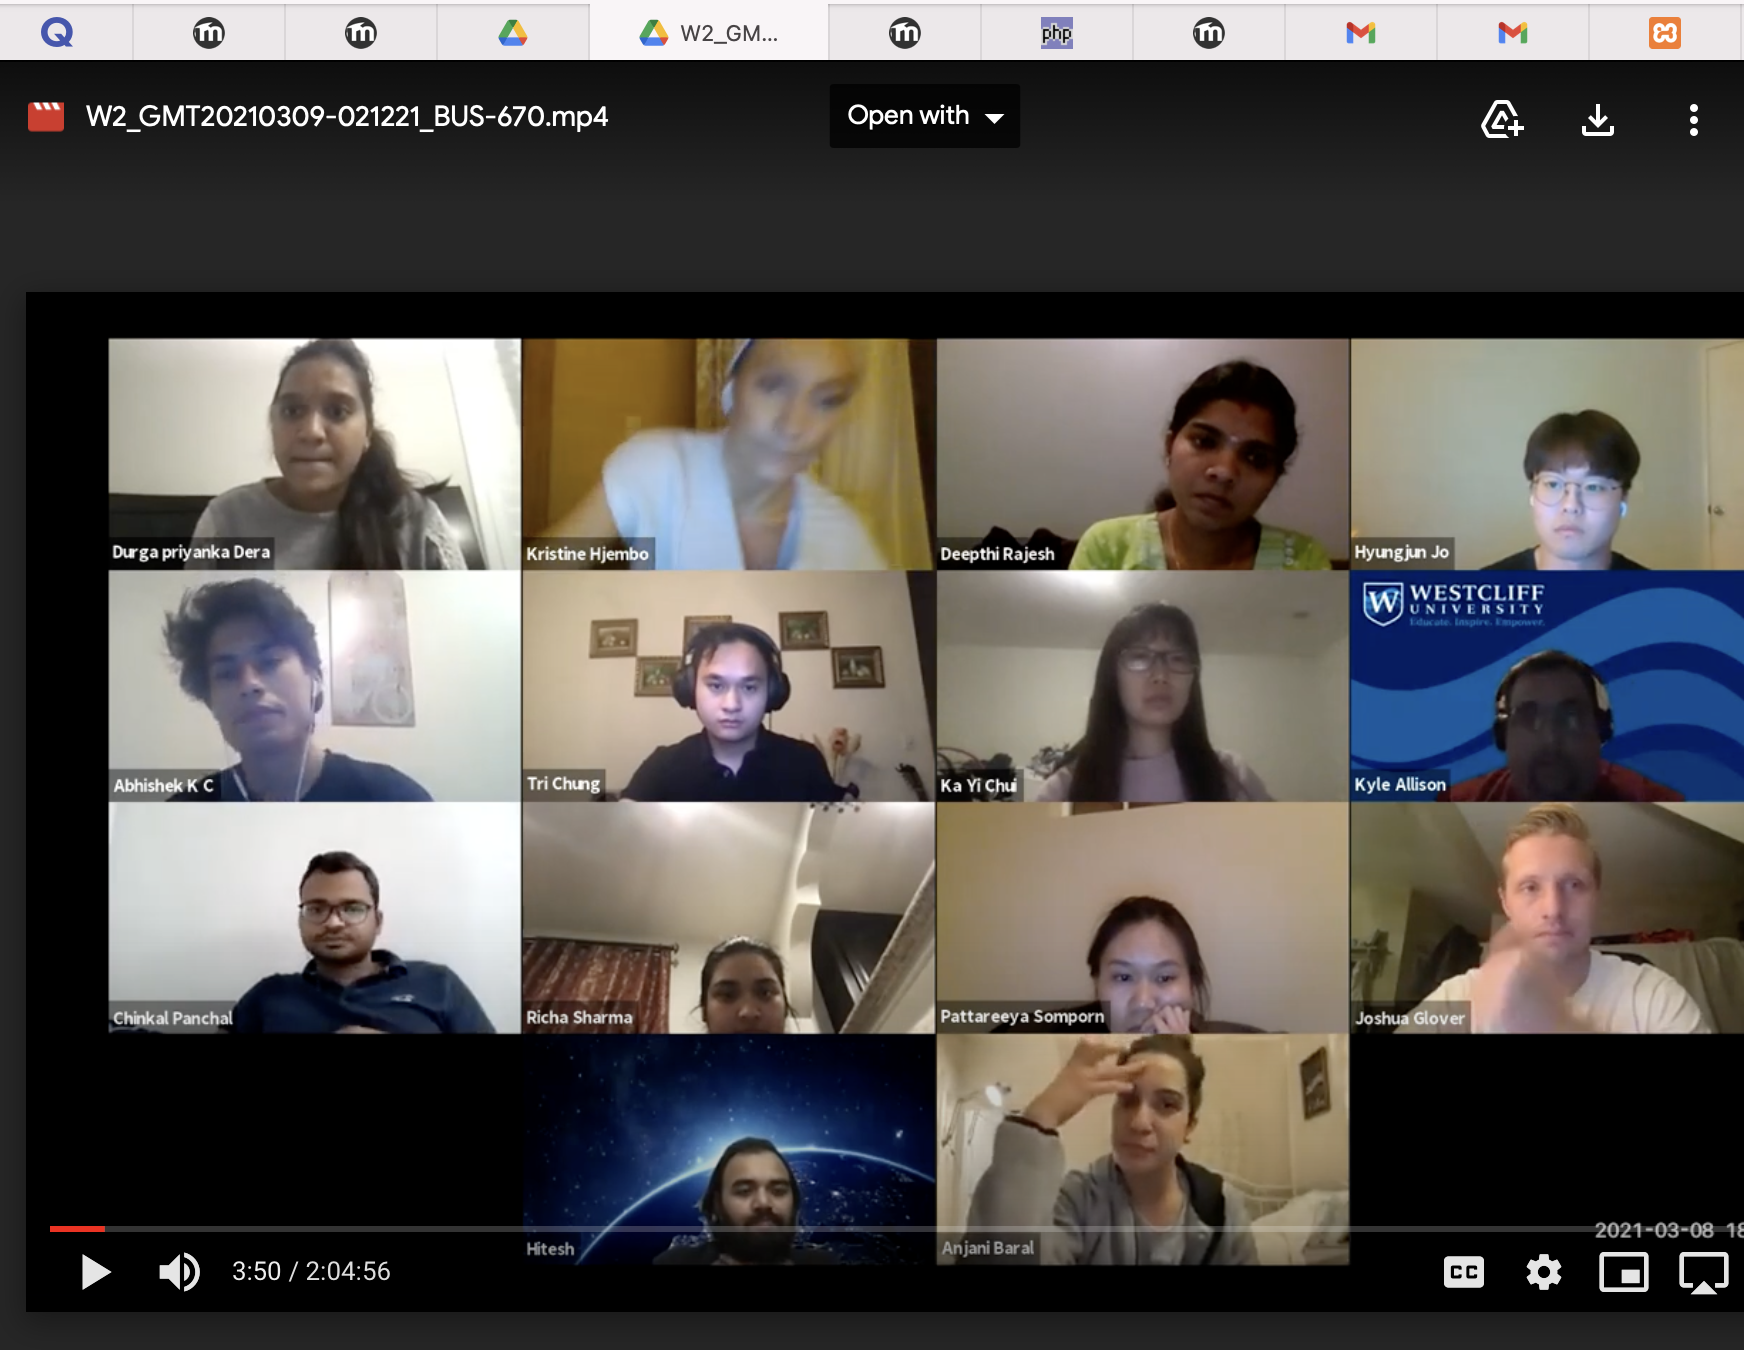 W2_GM...
php
W2_GMT20210309-021221_BUS-670.mp4
Open with
Durga priyanka Dera
Kristine Hjembo
Deepthi Rajesh
Hyungjun Jo
WESTCLIFF
UNIVERSITY
Educate. Inspire. Empower.
Abhishek K C
Tri Chung
Ka Yi Chui
Kyle Allison
Chinkal Panchal
Richa Sharma
Pattareeya Somporn
Joshua Glover
Hitesh
Anjani Baral
2021-03-08 18
3:50 / 2:04:56
CC